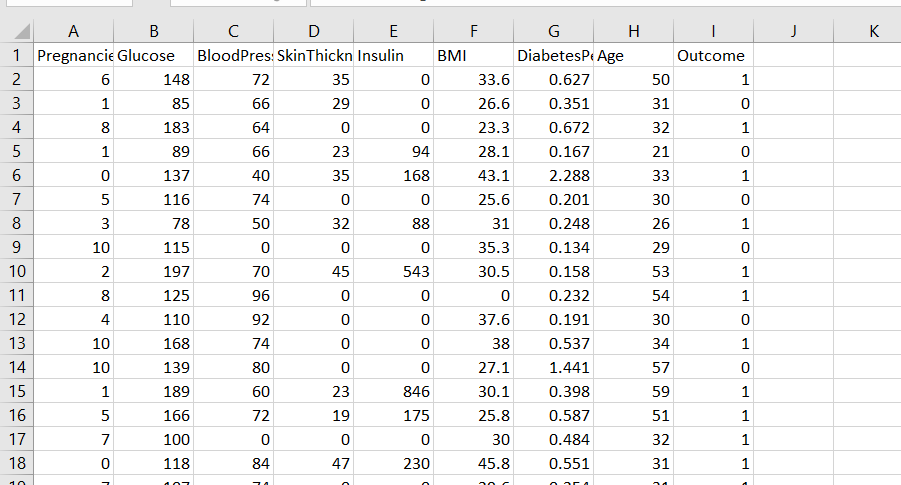 A B C D E F G H I J K
1 Pregnancie Glucose BloodPress SkinThickn Insulin BMI DiabetesPe Age Outcome
2 6 148 72 35 0 33.6 0.627 50 1
3 1 85 66 29 0 26.6 0.351 31 0
4 8 183 64 0 0 23.3 0.672 32 1
5 1 89 66 23 94 28.1 0.167 21 0
6 0 137 40 35 168 43.1 2.288 33 1
7 5 116 74 0 0 25.6 0.201 30 0
8 3 78 50 32 88 31 0.248 26 1
9 10 115 0 0 0 35.3 0.134 29 0
10 2 197 70 45 543 30.5 0.158 53 1
11 8 125 96 0 0 0 0.232 54 1
12 4 110 92 0 0 37.6 0.191 30 0
13 10 168 74 0 0 38 0.537 34 1
14 10 139 80 0 0 27.1 1.441 57 0
15 1 189 60 23 846 30.1 0.398 59 1
16 5 166 72 19 175 25.8 0.587 51 1
17 7 100 0 0 0 30 0.484 32 1
18 0 118 84 47 230 45.8 0.551 31 1